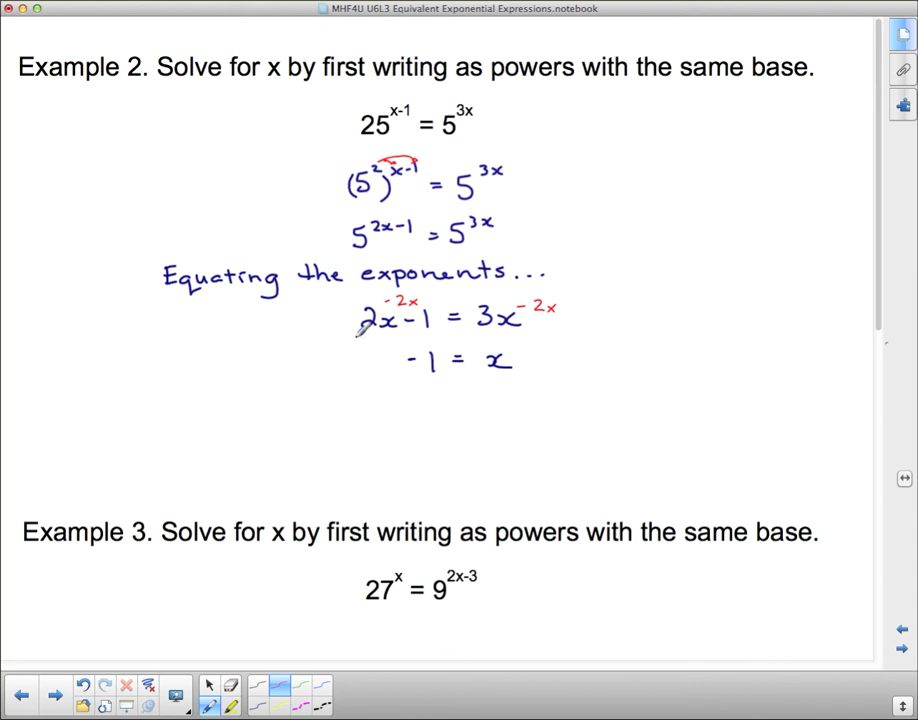 MHF4U U6L3 Equivalent Exponential Expressions.notebook
Example 2. Solve for x by first writing as powers with the same base.
25^{x-1} = 5^{3x}
(5^2)^{x-1} = 5^{3x}
5^{2x-1} = 5^{3x}
Equating the exponents...
- 2x - 2x
2x - 1 = 3x
- 1 = x
Example 3. Solve for x by first writing as powers with the same base.
27^x = 9^{2x-3}